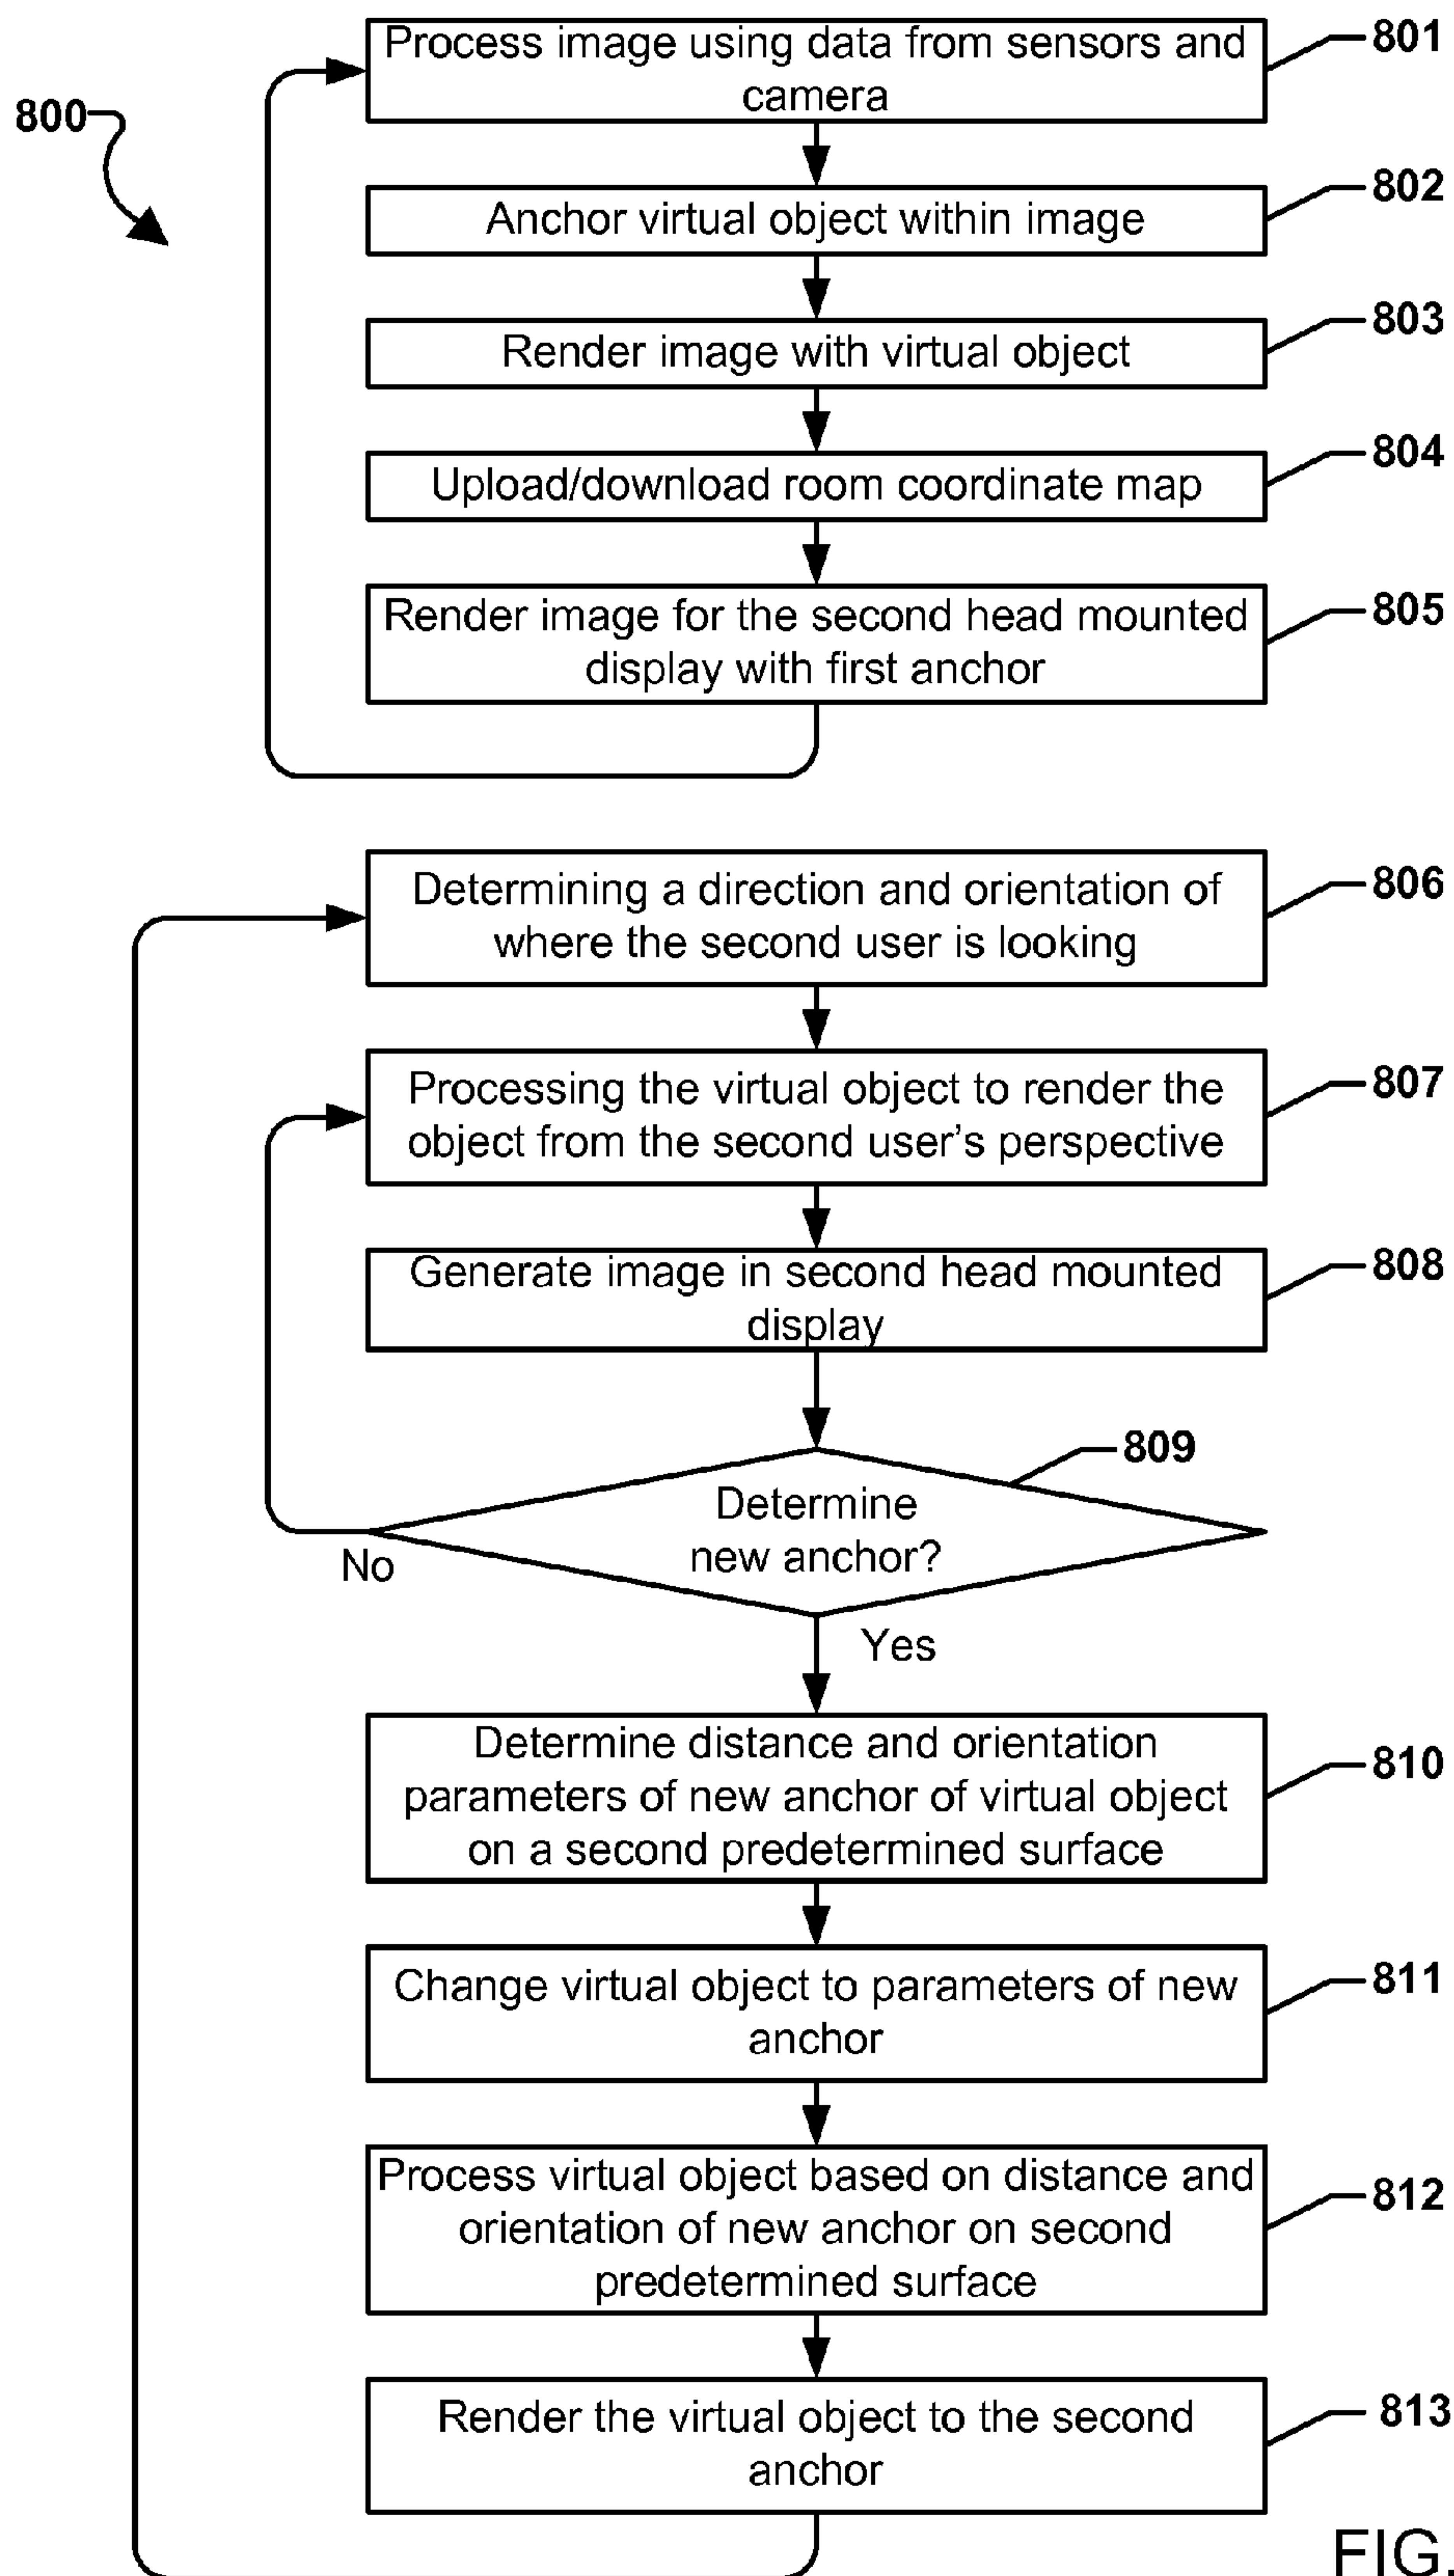 800
Process image using data from sensors and
camera
801
Anchor virtual object within image
802
Render image with virtual object
803
Upload/download room coordinate map
804
Render image for the second head mounted
display with first anchor
805
Determining a direction and orientation of
where the second user is looking
806
Processing the virtual object to render the
object from the second user's perspective
807
Generate image in second head mounted
display
808
Determine
new anchor?
809
No
Yes
Determine distance and orientation
parameters of new anchor of virtual object
on a second predetermined surface
810
Change virtual object to parameters of new
anchor
811
Process virtual object based on distance and
orientation of new anchor on second
predetermined surface
812
Render the virtual object to the second
anchor
813
FIG.